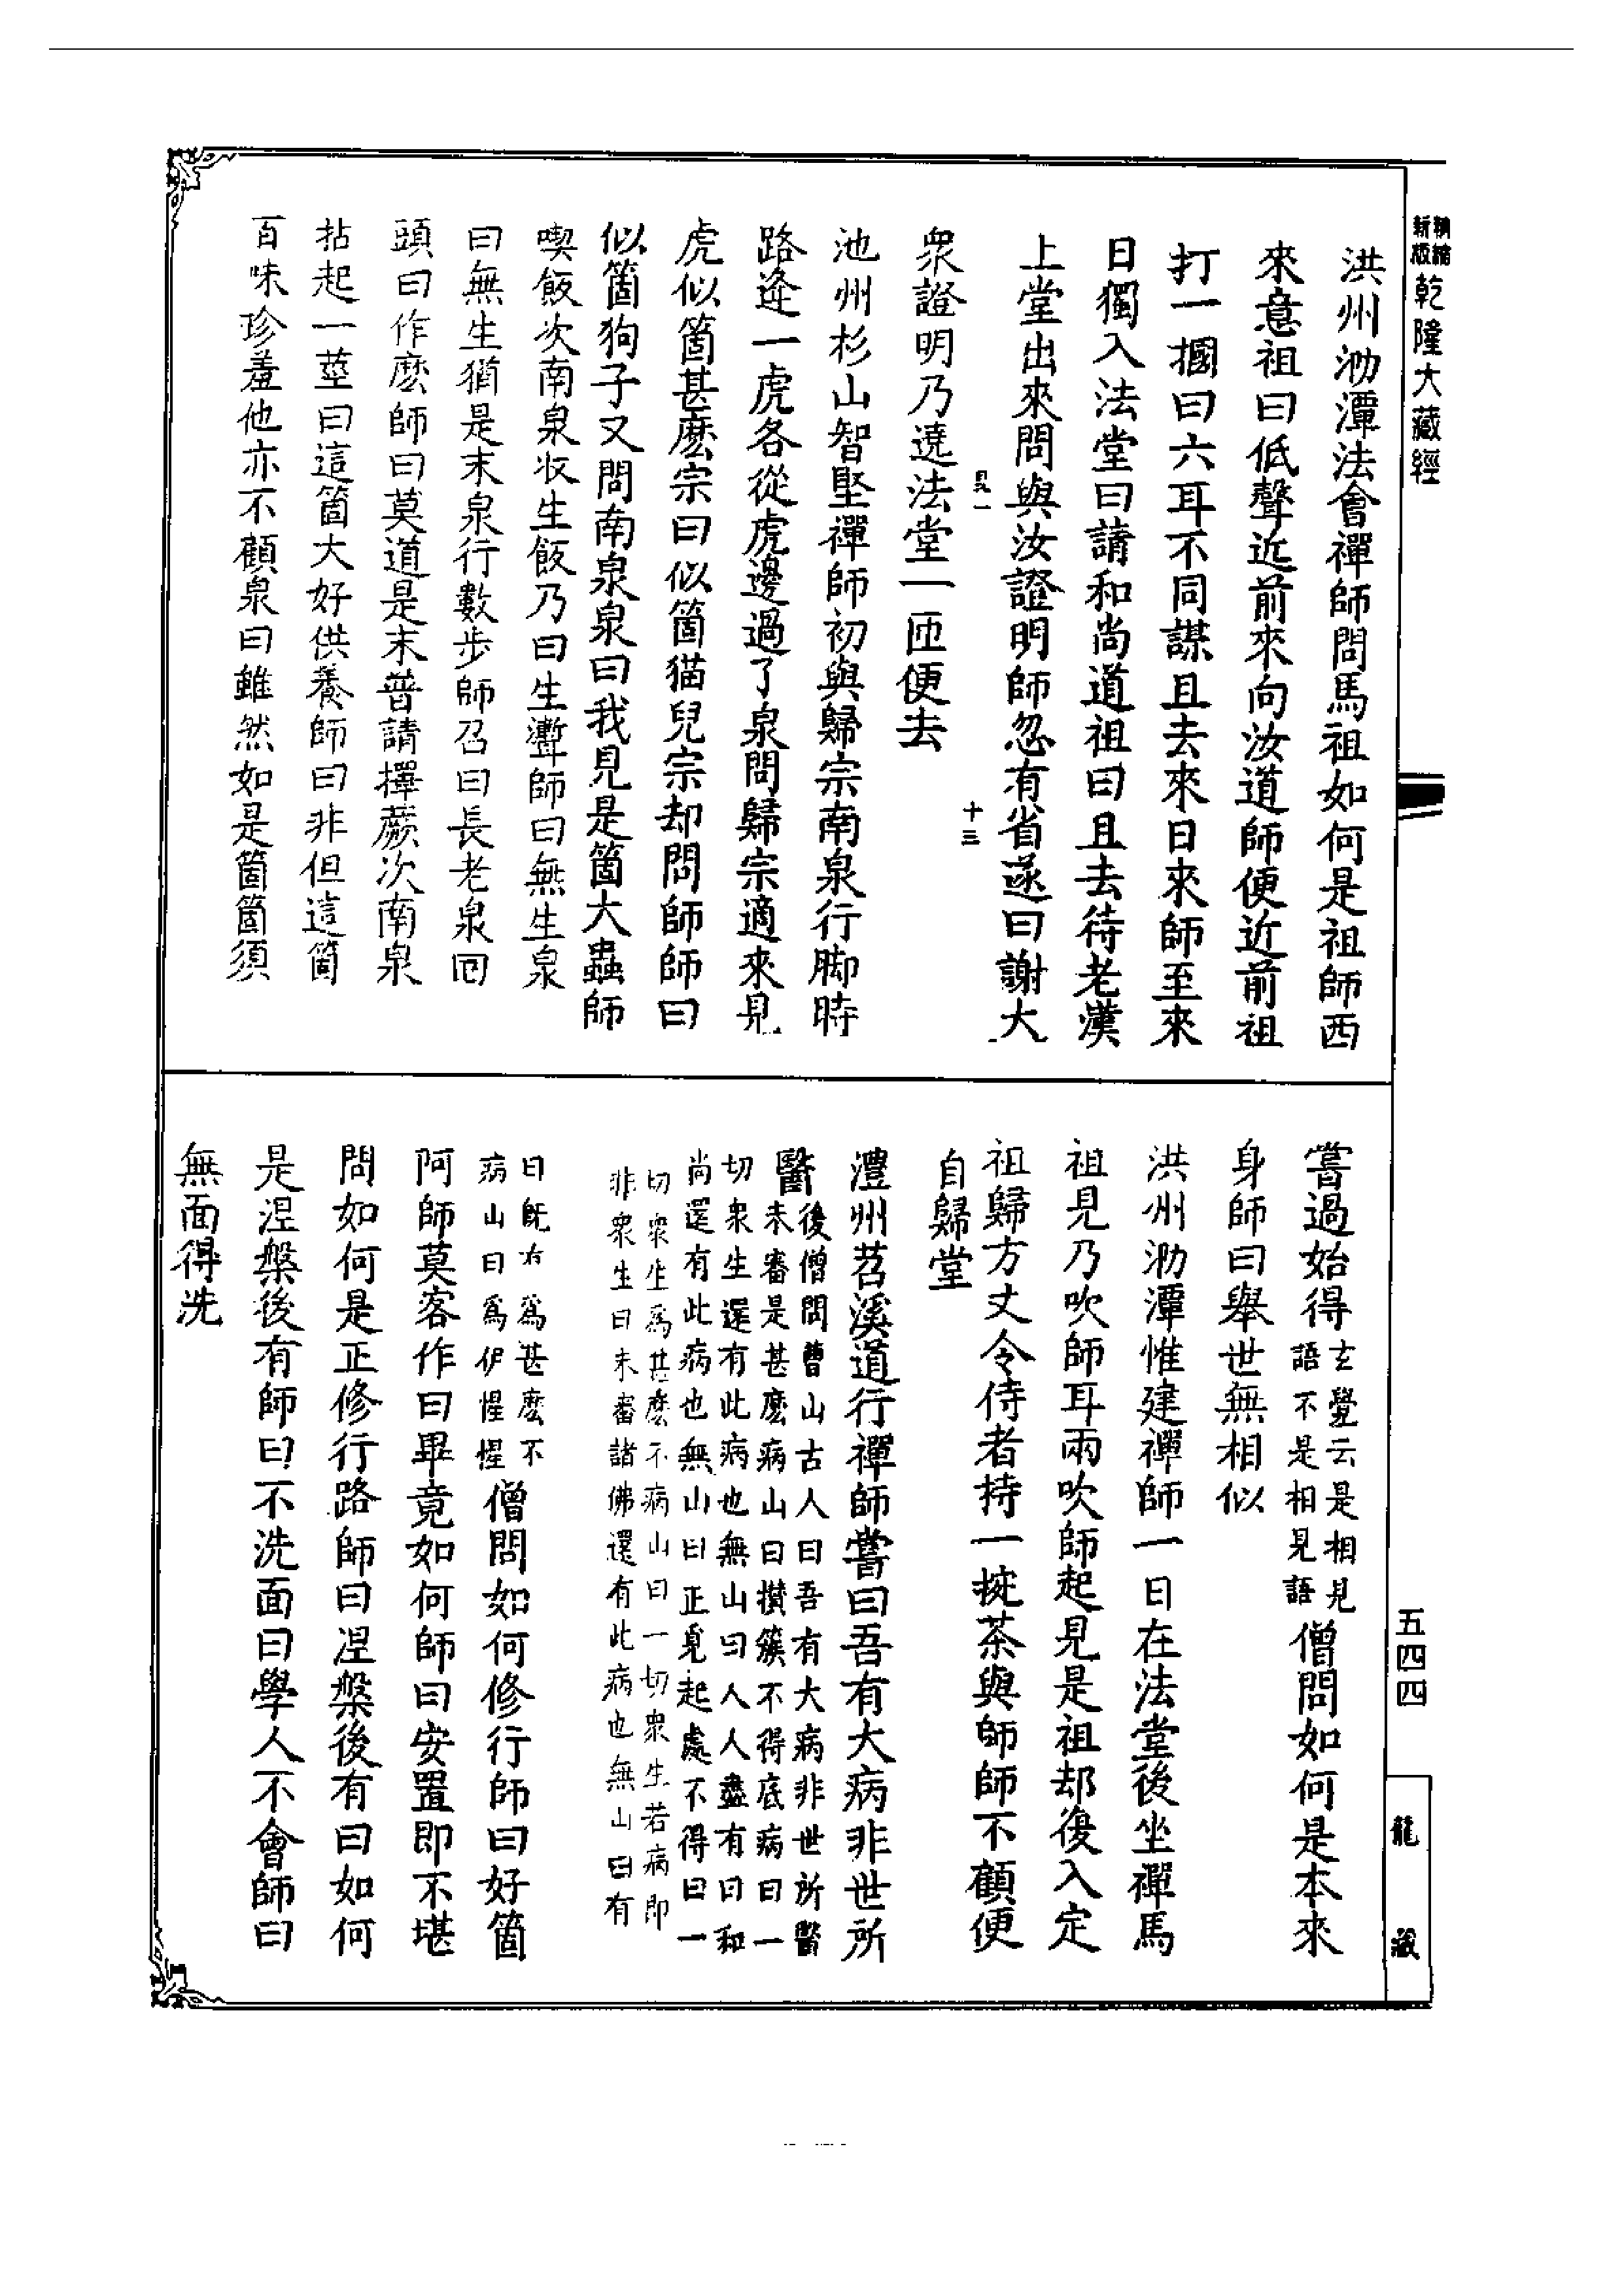 精縮新版乾隆大藏經
洪州泐潭法會禪師問馬祖如何是祖師西
來意祖曰低聲近前來向汝道師便近前祖
打一摑曰六耳不同謀且去來日來師至來
日獨入法堂曰請和尚道祖曰且去待老漢
上堂出來問與汝證明師忽有省遂曰謝大
十三
衆證明乃遶法堂一匝便去
池州杉山智堅禪師初與歸宗南泉行脚時
路逢一虎各從虎邊過了泉問歸宗適來見
虎似箇甚麽宗曰似箇猫兒宗却問師師曰
似箇狗子又問南泉泉曰我見是箇大蟲師
喫飯次南泉收生飯乃曰生𧗽師曰無生泉
曰無生猶是末泉行數步師召曰長老泉回
頭曰作麽師曰莫道是末普請擇蕨次南泉
拈起一莖曰這箇大好供養師曰非但這箇
百味珍羞他亦不顧泉曰雖然如是箇箇須
嘗過始得玄覺云是相見語不是相見語僧問如何是本來
身師曰舉世無相似
洪州泐潭惟建禪師一日在法堂後坐禪馬
祖見乃吹師耳兩吹師起見是祖却復入定
祖歸方丈令侍者持一椀茶與師師不顧便
自歸堂
澧州苕溪道行禪師嘗曰吾有大病非世所
醫後僧問曹山古人曰吾有大病非世所醫
未審是甚麽病山曰攢簇不得底病曰一
切衆生還有此病也無山曰人人盡有曰和
尚還有此病也無山曰正覓起處不得曰一
切衆生爲甚麽不病山曰一切衆生若病即
非衆生曰未審諸佛還有此病也無山曰有
曰既有爲甚麽不
病山曰爲伊惺惺僧問如何修行師曰好箇
阿師莫客作曰畢竟如何師曰安置即不堪
問如何是正修行路師曰涅槃後有曰如何
是涅槃後有師曰不洗面曰學人不會師曰
無面得洗
五四四
龍藏